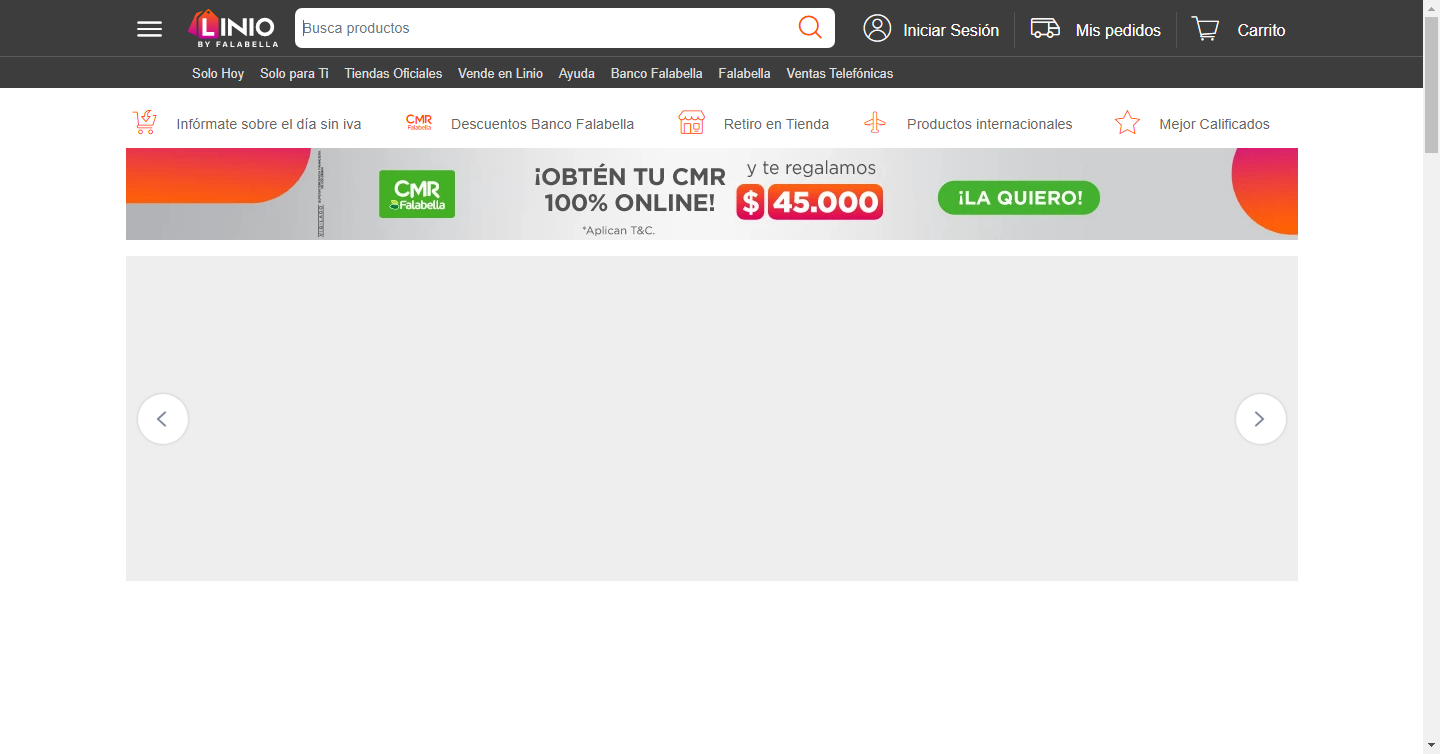 LINIO
BY FALABELLA
Busca productos
Iniciar Sesión
Mis pedidos
Carrito
Solo Hoy
Solo para Ti
Tiendas Oficiales
Vende en Linio
Ayuda
Banco Falabella
Falabella
Ventas Telefónicas
Infórmate sobre el día sin iva
CMR
Falabella
Descuentos Banco Falabella
Retiro en Tienda
Productos internacionales
Mejor Calificados
CMR
Falabella
¡OBTÉN TU CMR
100% ONLINE!
*Aplican T&C.
y te regalamos
$ 45.000
¡LA QUIERO!